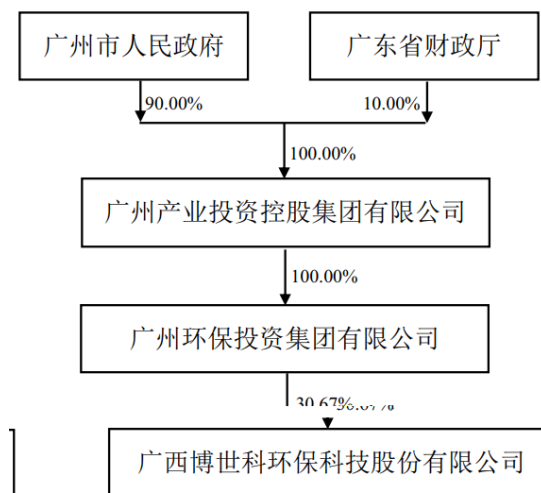 广州市人民政府
广东省财政厅
90.00%
10.00%
100.00%
广州产业投资控股集团有限公司
100.00%
广州环保投资集团有限公司
30.67%
广西博世科环保科技股份有限公司